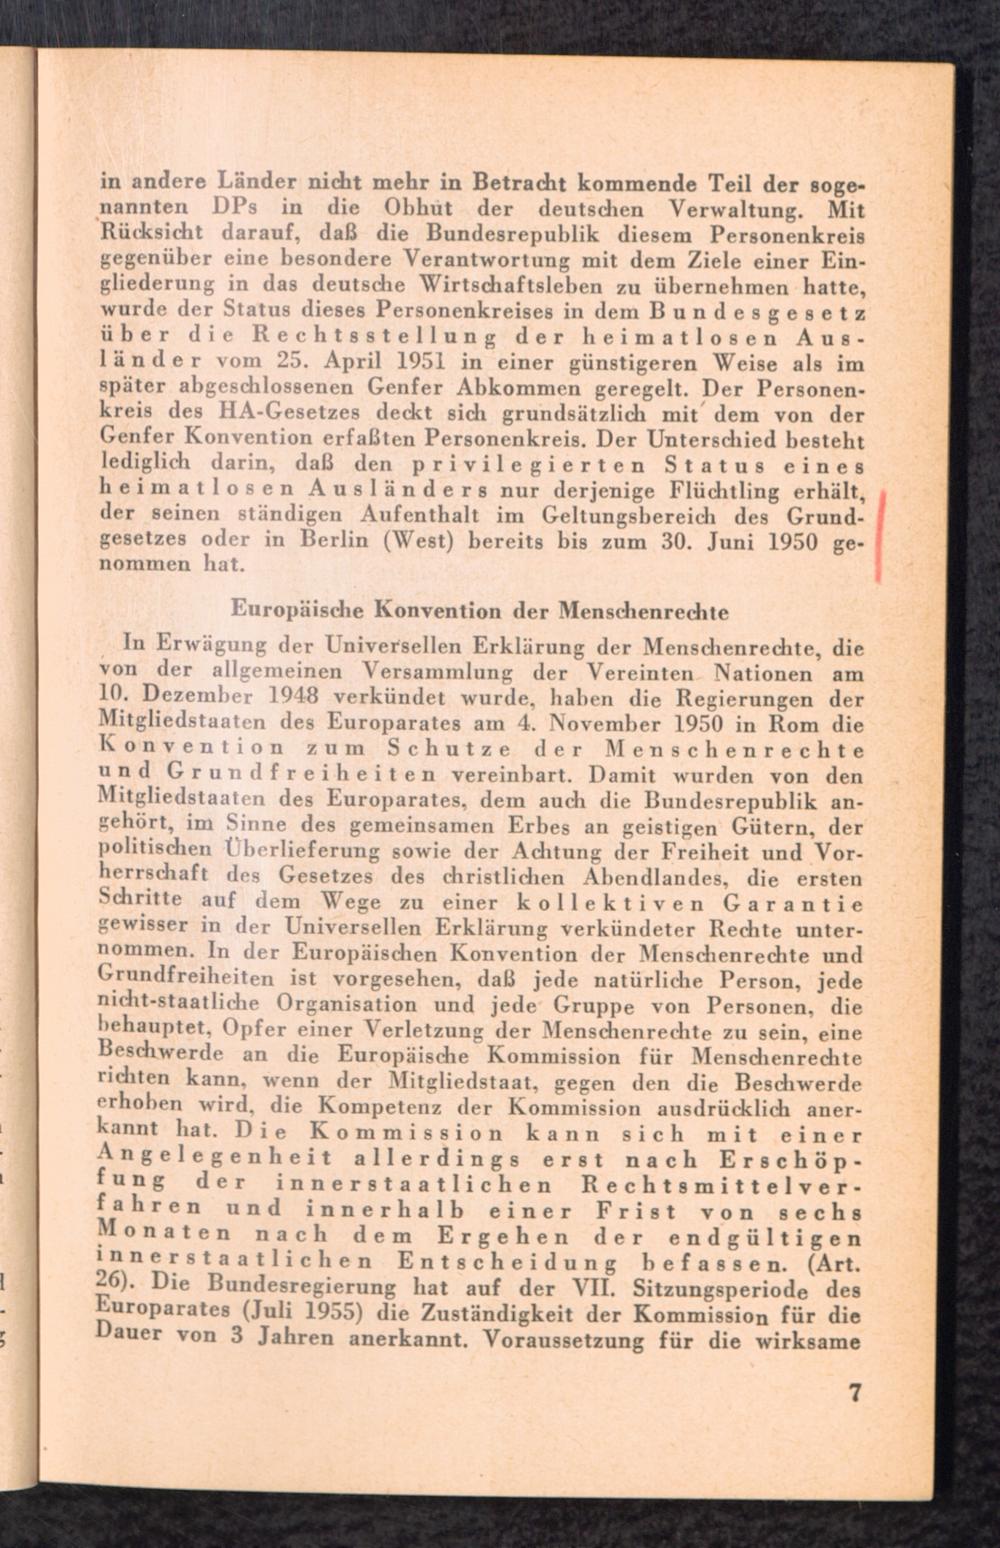 in andere Länder nicht mehr in Betracht kommende Teil der soge-
nannten DPs in die Obhut der deutschen Verwaltung. Mit
Rücksicht darauf, daß die Bundesrepublik diesem Personenkreis
gegenüber eine besondere Verantwortung mit dem Ziele einer Ein-
gliederung in das deutsche Wirtschaftsleben zu übernehmen hatte,
wurde der Status dieses Personenkreises in dem Bundesgesetz
über die Rechtsstellung der heimatlosen Aus-
länder vom 25. April 1951 in einer günstigeren Weise als im
später abgeschlossenen Genfer Abkommen geregelt. Der Personen-
kreis des HA-Gesetzes deckt sich grundsätzlich mit dem von der
Genfer Konvention erfaßten Personenkreis. Der Unterschied besteht
lediglich darin, daß den privilegierten Status eines
heimatlosen Ausländers nur derjenige Flüchtling erhält,
der seinen ständigen Aufenthalt im Geltungsbereich des Grund-
gesetzes oder in Berlin (West) bereits bis zum 30. Juni 1950 ge-
nommen hat.
Europäische Konvention der Menschenrechte
In Erwägung der Universellen Erklärung der Menschenrechte, die
von der allgemeinen Versammlung der Vereinten Nationen am
10. Dezember 1948 verkündet wurde, haben die Regierungen der
Mitgliedstaaten des Europarates am 4. November 1950 in Rom die
Konvention zum Schutze der Menschenrechte
und Grundfreiheiten vereinbart. Damit wurden von den
Mitgliedstaaten des Europarates, dem auch die Bundesrepublik an-
gehört, im Sinne des gemeinsamen Erbes an geistigen Gütern, der
politischen Überlieferung sowie der Achtung der Freiheit und Vor-
herrschaft des Gesetzes des christlichen Abendlandes, die ersten
Schritte auf dem Wege zu einer kollektiven Garantie
gewisser in der Universellen Erklärung verkündeter Rechte unter-
nommen. In der Europäischen Konvention der Menschenrechte und
Grundfreiheiten ist vorgesehen, daß jede natürliche Person, jede
nicht-staatliche Organisation und jede Gruppe von Personen, die
behauptet, Opfer einer Verletzung der Menschenrechte zu sein, eine
Beschwerde an die Europäische Kommission für Menschenrechte
richten kann, wenn der Mitgliedstaat, gegen den die Beschwerde
erhoben wird, die Kompetenz der Kommission ausdrücklich aner-
kannt hat. Die Kommission kann sich mit einer
Angelegenheit allerdings erst nach Erschöp-
fung der innerstaatlichen Rechtsmittelver-
fahren und innerhalb einer Frist von sechs
Monaten nach dem Ergehen der endgültigen
innerstaatlichen Entscheidung befassen. (Art.
26). Die Bundesregierung hat auf der VII. Sitzungsperiode des
Europarates (Juli 1955) die Zuständigkeit der Kommission für die
Dauer von 3 Jahren anerkannt. Voraussetzung für die wirksame
7